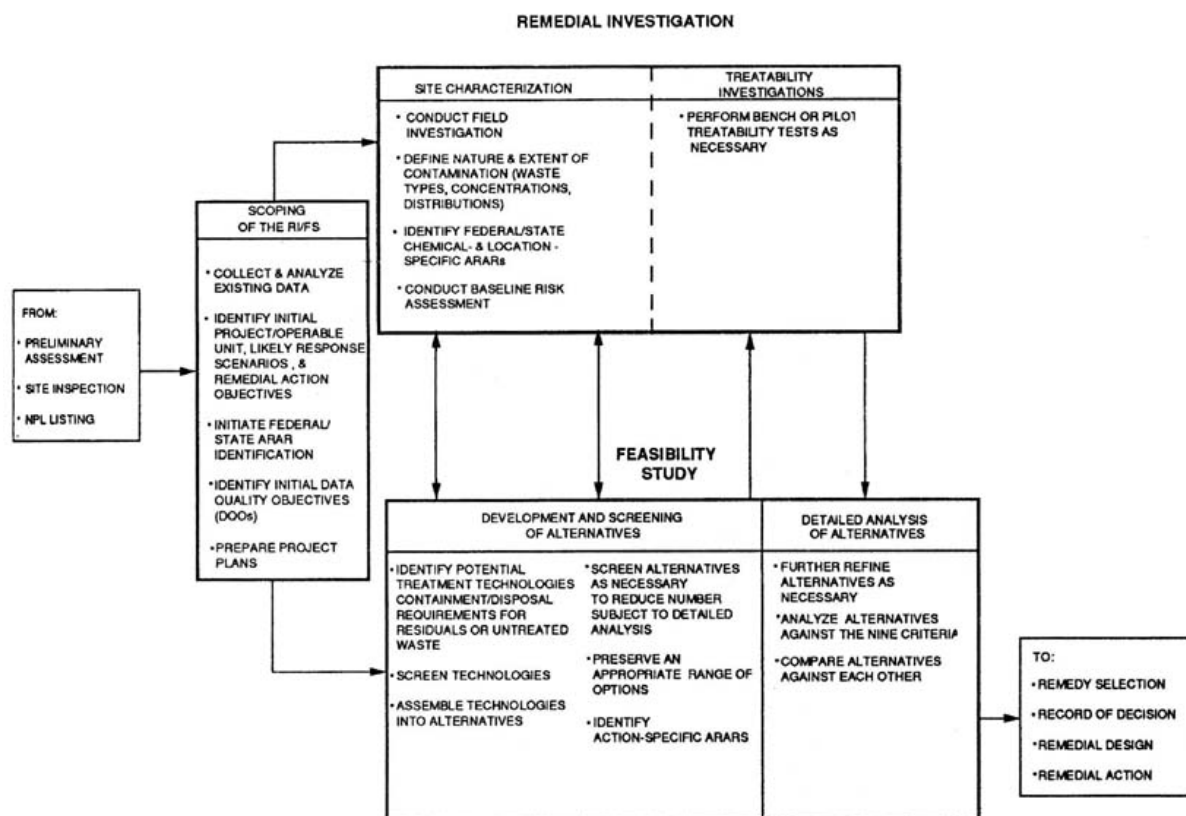 REMEDIAL INVESTIGATION
SITE CHARACTERIZATION
• CONDUCT FIELD
INVESTIGATION
• DEFINE NATURE & EXTENT OF
CONTAMINATION (WASTE
TYPES, CONCENTRATIONS,
DISTRIBUTIONS)
• IDENTIFY FEDERAL/STATE
CHEMICAL- & LOCATION -
SPECIFIC ARARs
• CONDUCT BASELINE RISK
ASSESSMENT
TREATABILITY
INVESTIGATIONS
• PERFORM BENCH OR PILOT
TREATABILITY TESTS AS
NECESSARY
SCOPING
OF THE RI/FS
• COLLECT & ANALYZE
EXISTING DATA
• IDENTIFY INITIAL
PROJECT/OPERABLE
UNIT, LIKELY RESPONSE
SCENARIOS , &
REMEDIAL ACTION
OBJECTIVES
• INITIATE FEDERAL/
STATE ARAR
IDENTIFICATION
• IDENTIFY INITIAL DATA
QUALITY OBJECTIVES
(DQOs)
• PREPARE PROJECT
PLANS
FROM:
• PRELIMINARY
ASSESSMENT
• SITE INSPECTION
• NPL LISTING
FEASIBILITY
STUDY
DEVELOPMENT AND SCREENING
OF ALTERNATIVES
• IDENTIFY POTENTIAL
TREATMENT TECHNOLOGIES
CONTAINMENT/DISPOSAL
REQUIREMENTS FOR
RESIDUALS OR UNTREATED
WASTE
• SCREEN TECHNOLOGIES
• ASSEMBLE TECHNOLOGIES
INTO ALTERNATIVES
• SCREEN ALTERNATIVES
AS NECESSARY
TO REDUCE NUMBER
SUBJECT TO DETAILED
ANALYSIS
• PRESERVE AN
APPROPRIATE RANGE OF
OPTIONS
• IDENTIFY
ACTION-SPECIFIC ARARS
DETAILED ANALYSIS
OF ALTERNATIVES
• FURTHER REFINE
ALTERNATIVES AS
NECESSARY
• ANALYZE ALTERNATIVES
AGAINST THE NINE CRITERIA
• COMPARE ALTERNATIVES
AGAINST EACH OTHER
TO:
• REMEDY SELECTION
• RECORD OF DECISION
• REMEDIAL DESIGN
• REMEDIAL ACTION